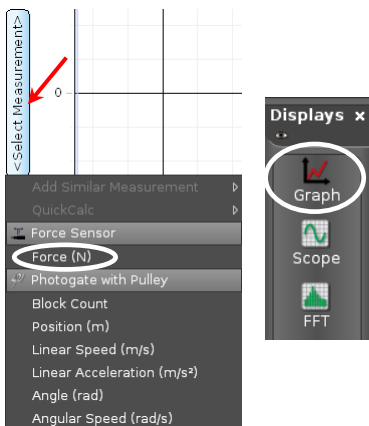 <Select Measurement>
0
Add Similar Measurement
QuickCalc
Force Sensor
Force (N)
Photogate with Pulley
Block Count
Position (m)
Linear Speed (m/s)
Linear Acceleration (m/s²)
Angle (rad)
Angular Speed (rad/s)
Displays x
Graph
Scope
FFT